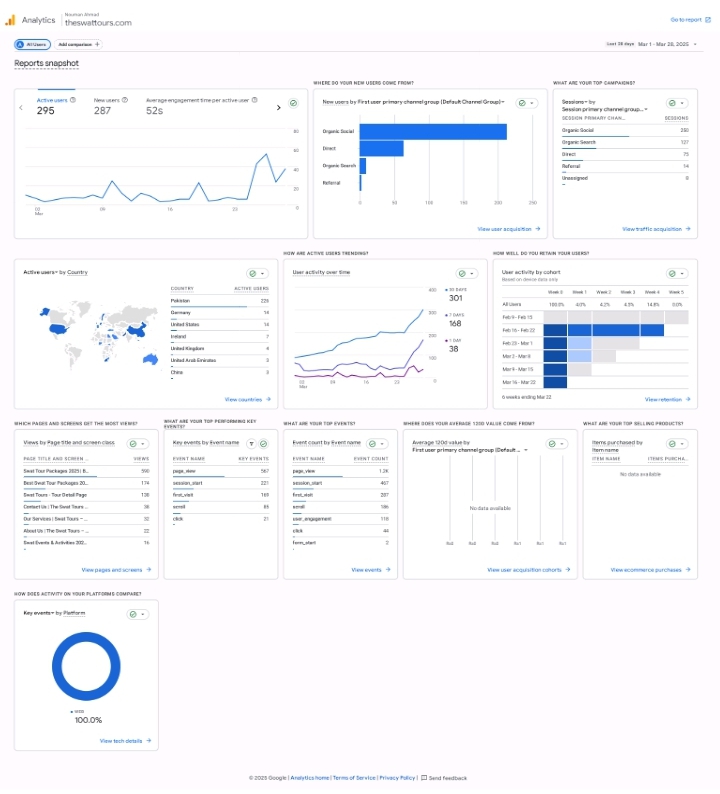 Analytics
Nouman Ahmad
theswattours.com
Go to report
A All Users
Add comparison +
Last 28 days Mar 1 - Mar 28, 2025
Reports snapshot
Active users
295
New users
287
Average engagement time per active user
52s
80
60
40
20
0
02
Mar
09
16
23
WHERE DO YOUR NEW USERS COME FROM?
New users by First user primary channel group (Default Channel Group)
Organic Social
Direct
Organic Search
Referral
0 50 100 150 200 250
View user acquisition
WHAT ARE YOUR TOP CAMPAIGNS?
Sessions by
Session primary channel group...
SESSION PRIMARY CHAN... SESSIONS
Organic Social 250
Organic Search 127
Direct 75
Referral 14
Unassigned
View traffic acquisition
Active users by Country
COUNTRY ACTIVE USERS
Pakistan 226
Germany
United States 14
Ireland 7
United Kingdom
United Arab Emirates
China
View countries
HOW ARE ACTIVE USERS TRENDING?
User activity over time
400
300
200
100
0
30 DAYS
301
7 DAYS
168
1 DAY
38
02
Mar
09
16
23
View retention
HOW WELL DO YOU RETAIN YOUR USERS?
User activity by cohort
Based on device data only
Week 0 Week 1 Week 2 Week 3 Week 4 Week 5
All Users 100.0% 4.0% 4.2% 4.0% 14.8% 0.0%
Feb 9 - Feb 15
Feb 16 - Feb 22
Feb 23 - Mar 1
Mar 2 - Mar 8
Mar 9 - Mar 15
Mar 16 - Mar 22
6 weeks ending Mar 22
WHICH PAGES AND SCREENS GET THE MOST VIEWS?
Views by Page title and screen class
PAGE TITLE AND SCREEN ... VIEWS
Swat Tour Packages 2025 | B...
Best Swat Tour Packages 20... 174
Swat Tours - Tour Detail Page 138
Contact Us | The Swat Tours ... 38
Our Services | Swat Tours – ... 32
About Us | The Swat Tours – ... 22
Swat Events & Activities 202... 16
View pages and screens
WHAT ARE YOUR TOP PERFORMING KEY EVENTS?
Key events by Event name
EVENT NAME KEY EVENTS
page_view 567
session_start 221
first_visit 169
scroll 85
click 21
WHAT ARE YOUR TOP EVENTS?
Event count by Event name
EVENT NAME EVENT COUNT
page_view 1.2K
session_start 467
first_visit 287
scroll 186
user_engagement
click 44
form_start 2
View events
WHERE DOES YOUR AVERAGE 120D VALUE COME FROM?
Average 120D value by
First user primary channel group (Default ...
No data available
Rs0 Rs0 Rs0 Rs1 Rs1
View user acquisition cohorts
WHAT ARE YOUR TOP SELLING PRODUCTS?
Items purchased by
Item name
ITEM NAME ITEMS PURCHA...
No data available
View ecommerce purchases
HOW DOES ACTIVITY ON YOUR PLATFORMS COMPARE?
Key events by Platform
WEB
100.0%
View tech details
© 2025 Google | Analytics home | Terms of Service | Privacy Policy | Send feedback